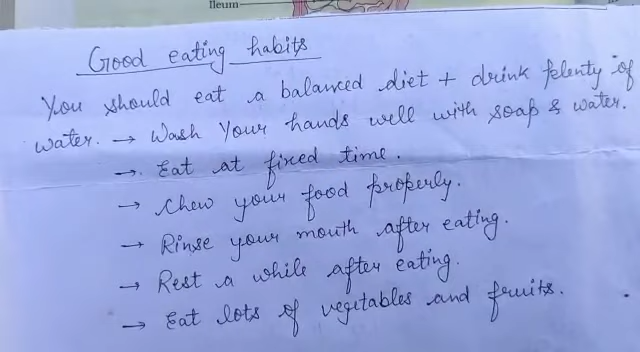 Ileum
Good eating habits
You should eat a balanced diet + drink plenty of
water. → Wash your hands well with soap & water.
→ Eat at fixed time.
→ Chew your food properly.
→ Rinse your mouth after eating.
→ Rest a while after eating.
→ Eat lots of vegetables and fruits.